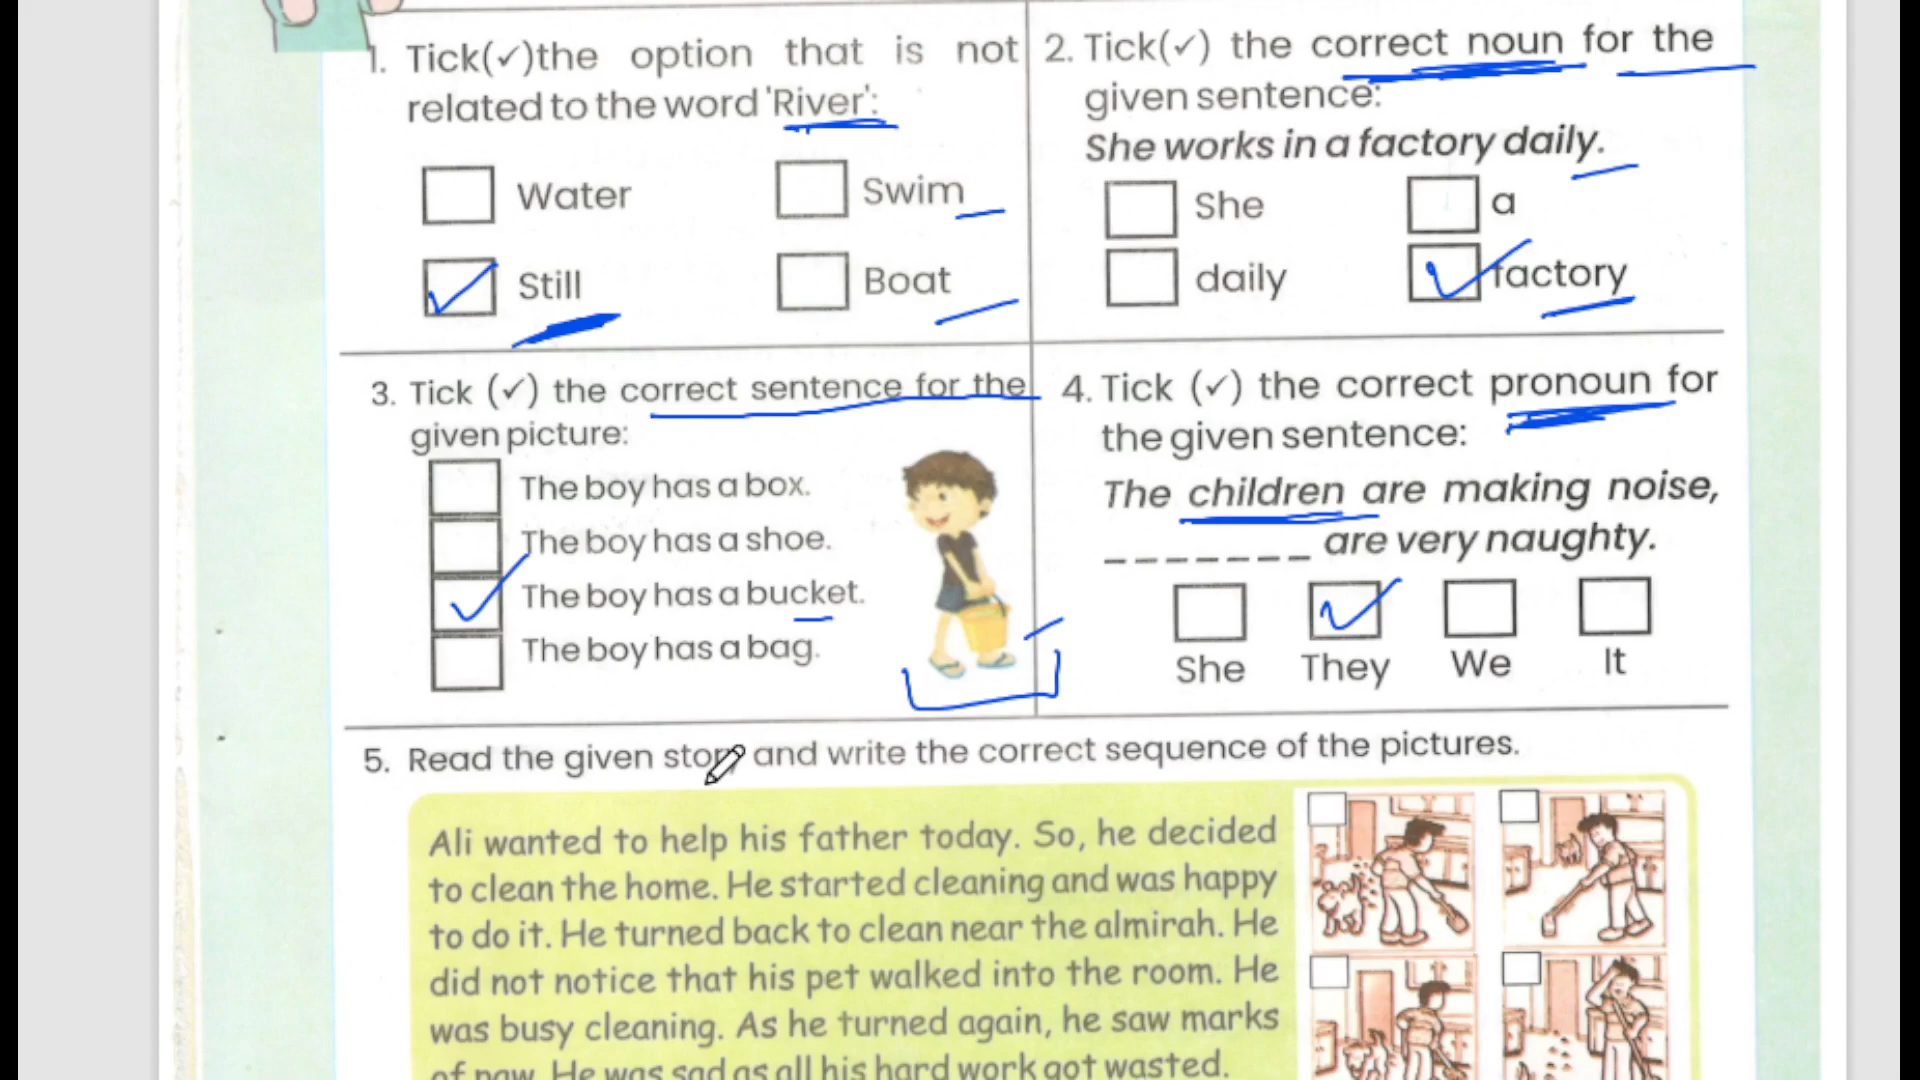 1. Tick(✓)the option that is not
related to the word 'River':
Water
Swim
Still
Boat
2. Tick(✓) the correct noun for the
given sentence:
She works in a factory daily.
She
a
daily
factory
3. Tick (✓) the correct sentence for the
given picture:
The boy has a box.
The boy has a shoe.
The boy has a bucket.
The boy has a bag.
4. Tick (✓) the correct pronoun for
the given sentence:
The children are making noise,
_ _ _ _ _ _ _ are very naughty.
She They We It
5. Read the given story and write the correct sequence of the pictures.
Ali wanted to help his father today. So, he decided
to clean the home. He started cleaning and was happy
to do it. He turned back to clean near the almirah. He
did not notice that his pet walked into the room. He
was busy cleaning. As he turned again, he saw marks
of paw. He was sad as all his hard work got wasted.